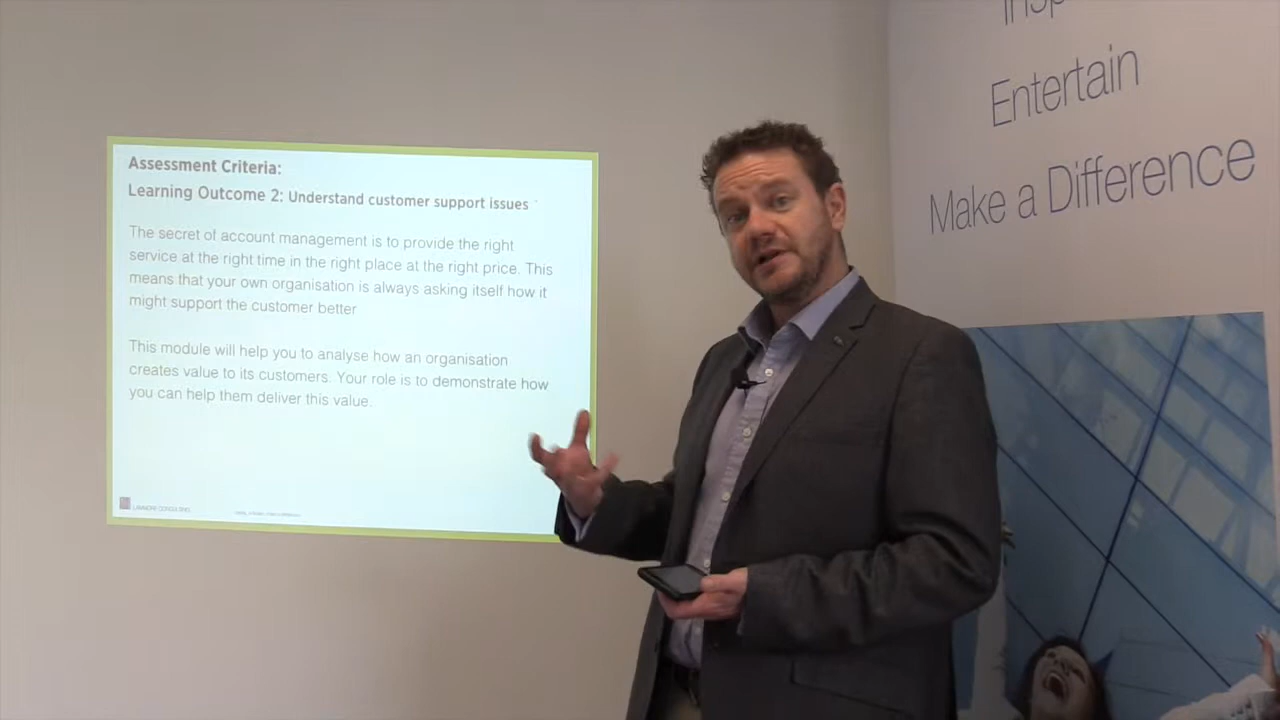 Assessment Criteria:
Learning Outcome 2: Understand customer support issues
The secret of account management is to provide the right
service at the right time in the right place at the right price. This
means that your own organisation is always asking itself how it
might support the customer better
This module will help you to analyse how an organisation
creates value to its customers. Your role is to demonstrate how
you can help them deliver this value.
CONSULTING
Entertain
Make a Difference